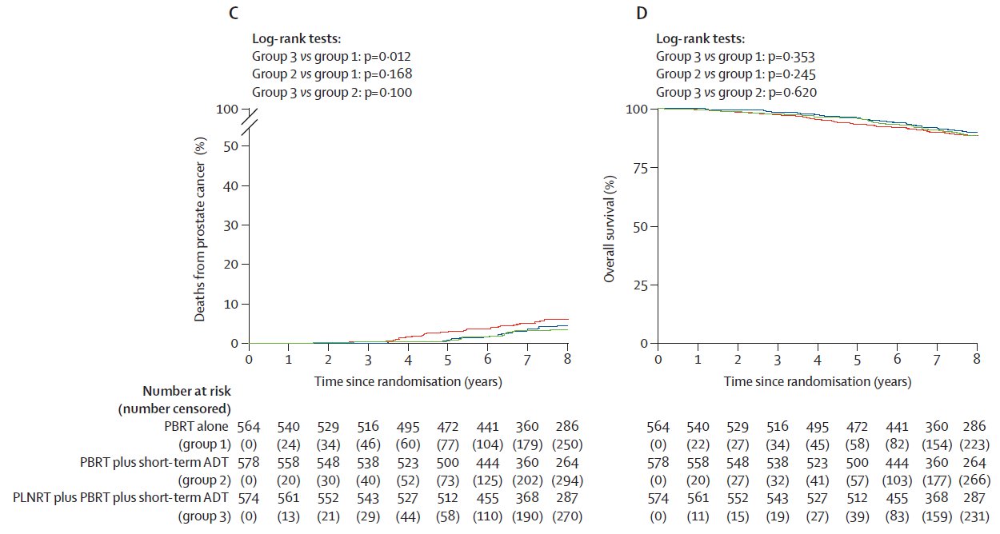 C
Log-rank tests:
Group 3 vs group 1: p=0·012
Group 2 vs group 1: p=0·168
Group 3 vs group 2: p=0·100
100
50
40
30
20
10
0
Deaths from prostate cancer (%)
0 1 2 3 4 5 6 7 8
Time since randomisation (years)
D
Log-rank tests:
Group 3 vs group 1: p=0·353
Group 2 vs group 1: p=0·245
Group 3 vs group 2: p=0·620
100
75
50
25
0
Overall survival (%)
0 1 2 3 4 5 6 7 8
Time since randomisation (years)
Number at risk
(number censored)
PBRT alone 564 540 529 516 495 472 441 360 286 564 540 529 516 495 472 441 360 286
(group 1) (0) (24) (34) (46) (60) (77) (104) (179) (250) (0) (22) (27) (34) (45) (58) (82) (154) (223)
PBRT plus short-term ADT 578 558 548 538 523 500 444 360 264 578 558 548 538 523 500 444 360 264
(group 2) (0) (20) (30) (40) (52) (73) (125) (202) (294) (0) (20) (27) (32) (41) (57) (103) (177) (266)
PLNRT plus PBRT plus short-term ADT 574 561 552 543 527 512 455 368 287 574 561 552 543 527 512 455 368 287
(group 3) (0) (13) (21) (29) (44) (58) (110) (190) (270) (0) (11) (15) (19) (27) (39) (83) (159) (231)